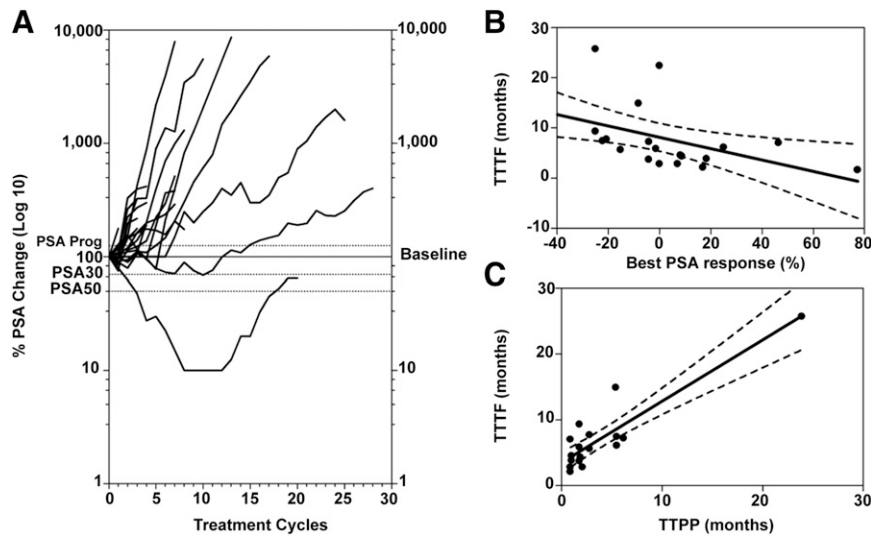 A
10,000
1,000
100
10
1
% PSA Change (Log 10)
PSA Prog
PSA30
PSA50
10,000
1,000
Baseline
10
1
0 5 10 15 20 25 30
Treatment Cycles
B
30
20
10
0
-10
TTTF (months)
-40 -20 0 20 40 60 80
Best PSA response (%)
C
30
20
10
0
TTTF (months)
0 10 20 30
TTPP (months)